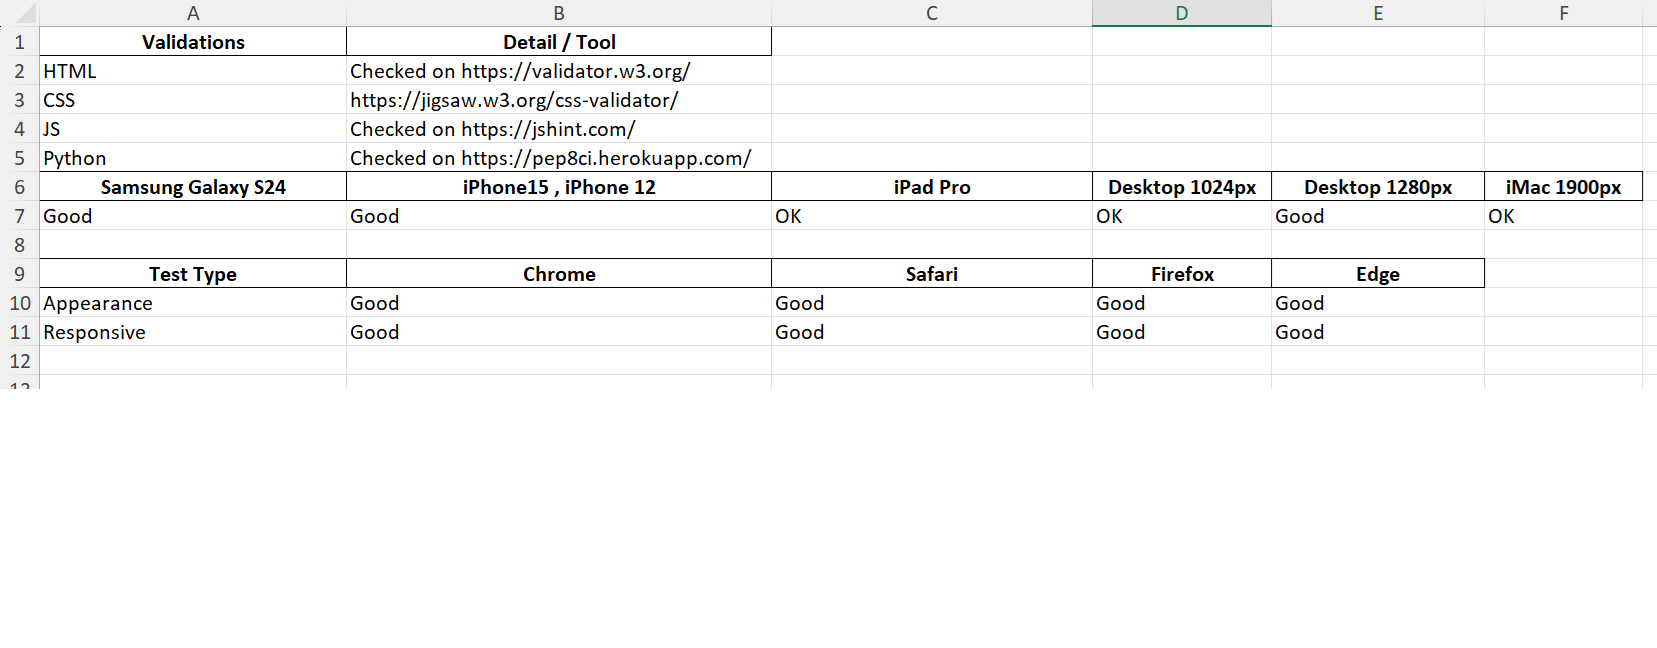 A B C D E F
1 Validations Detail / Tool
2 HTML Checked on https://validator.w3.org/
3 CSS https://jigsaw.w3.org/css-validator/
4 JS Checked on https://jshint.com/
5 Python Checked on https://pep8ci.herokuapp.com/
6 Samsung Galaxy S24 iPhone15 , iPhone 12 iPad Pro Desktop 1024px Desktop 1280px iMac 1900px
7 Good Good OK OK Good OK
8
9 Test Type Chrome Safari Firefox Edge
10 Appearance Good Good Good Good
11 Responsive Good Good Good Good
12